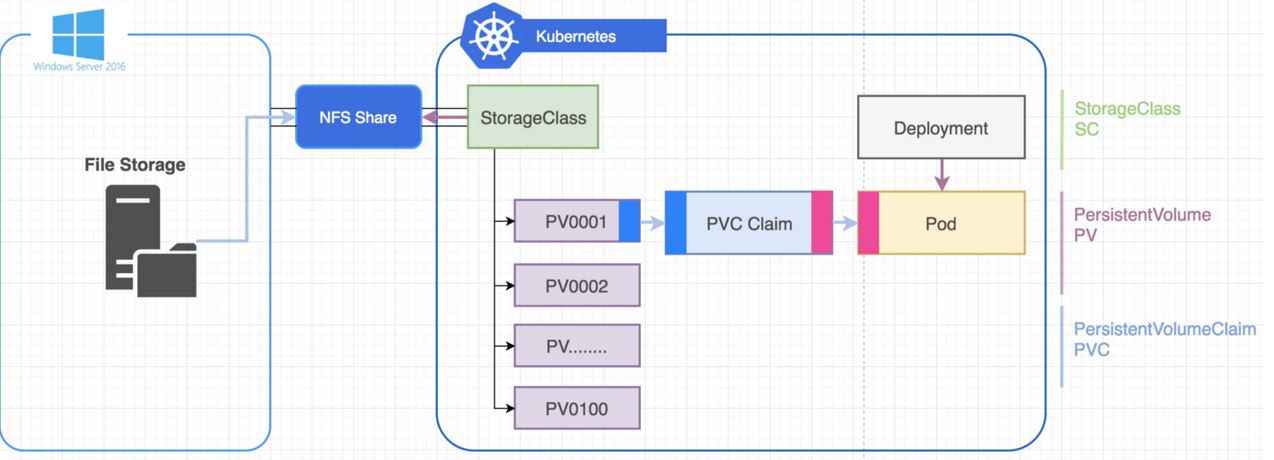 Windows Server 2016
File Storage
NFS Share
Kubernetes
StorageClass
PV0001
PV0002
PV........
PV0100
PVC Claim
Deployment
Pod
StorageClass
SC
PersistentVolume
PV
PersistentVolumeClaim
PVC